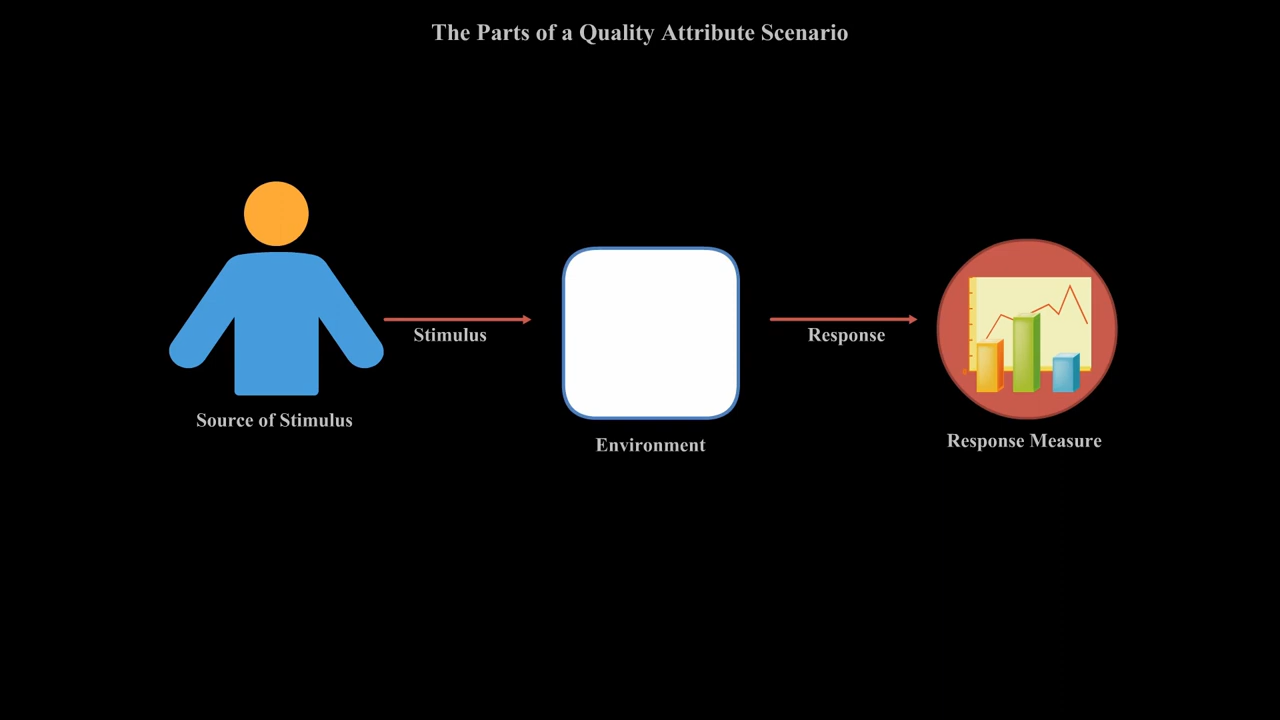 The Parts of a Quality Attribute Scenario
Stimulus
Response
Source of Stimulus
Environment
Response Measure